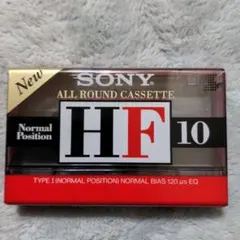 New
SONY
ALL ROUND CASSETTE
Normal
Position
HF
10
TYPE I (NORMAL POSITION) NORMAL BIAS 120 μs EQ